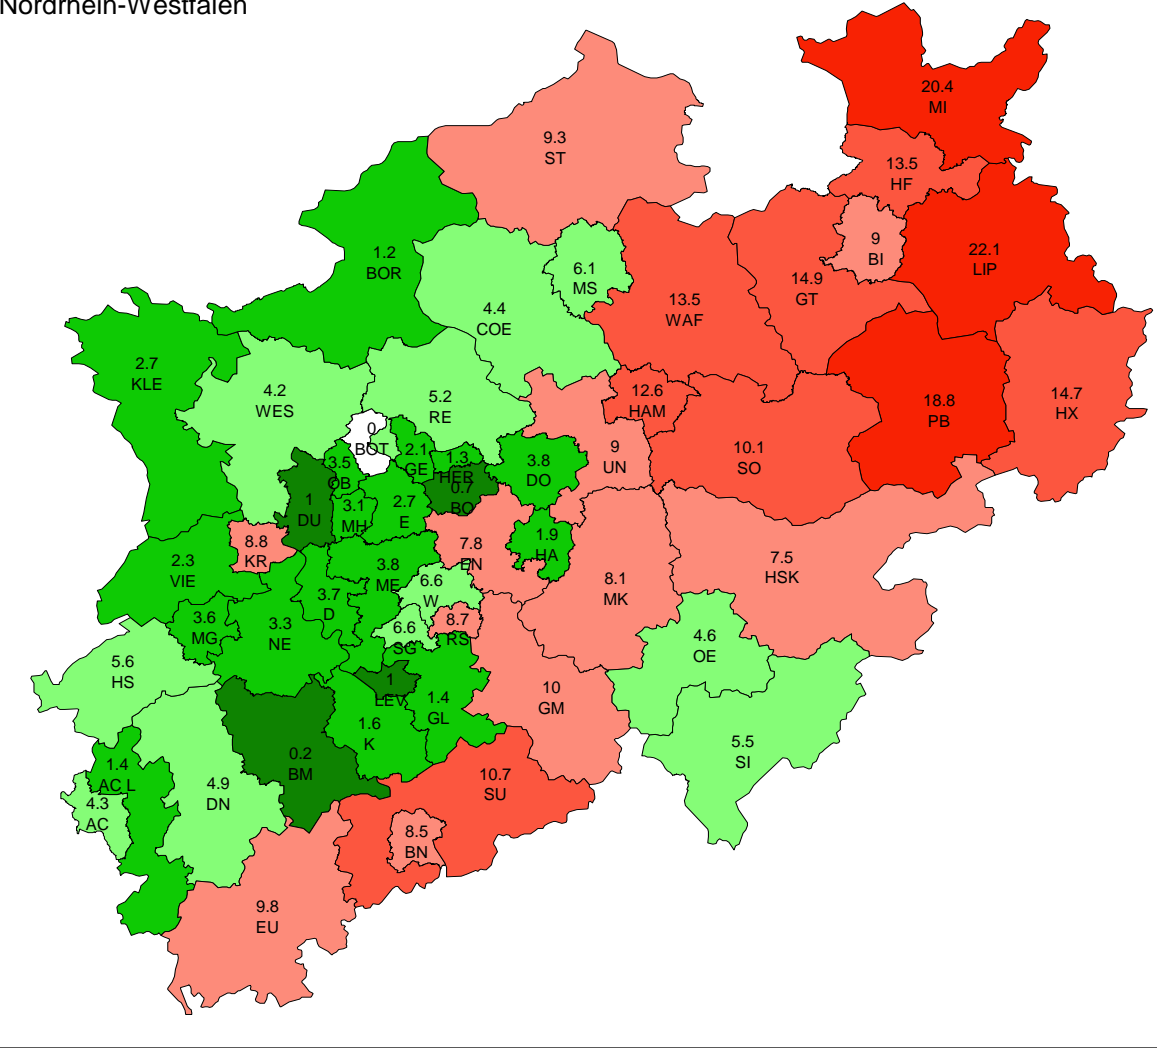 Nordrhein-Westfalen
20.4
MI
9.3
ST
13.5
HF
9
BI
22.1
LIP
1.2
BOR
6.1
MS
14.9
GT
13.5
WAF
4.4
COE
2.7
KLE
4.2
WES
5.2
RE
12.6
HAM
18.8
PB
14.7
HX
0
BOT
2.1
GE
1.3
HER
3.8
DO
9
UN
10.1
SO
3.5
OB
0.7
BO
1
DU
3.1
MH
2.7
E
8.8
KR
7.8
EN
1.9
HA
7.5
HSK
2.3
VIE
3.8
ME
6.6
W
8.1
MK
3.7
D
3.6
MG
3.3
NE
6.6
SG
8.7
RS
4.6
OE
5.6
HS
1
LEV
1.4
GL
10
GM
1.6
K
5.5
SI
0.2
BM
1.4
AC L
4.9
DN
10.7
SU
4.3
AC
8.5
BN
9.8
EU